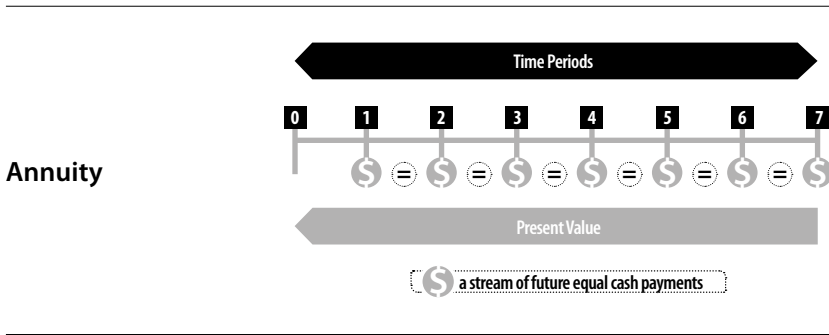 Time Periods
0 1 2 3 4 5 6 7
Annuity
$ = $ = $ = $ = $ = $ = $
Present Value
$ a stream of future equal cash payments